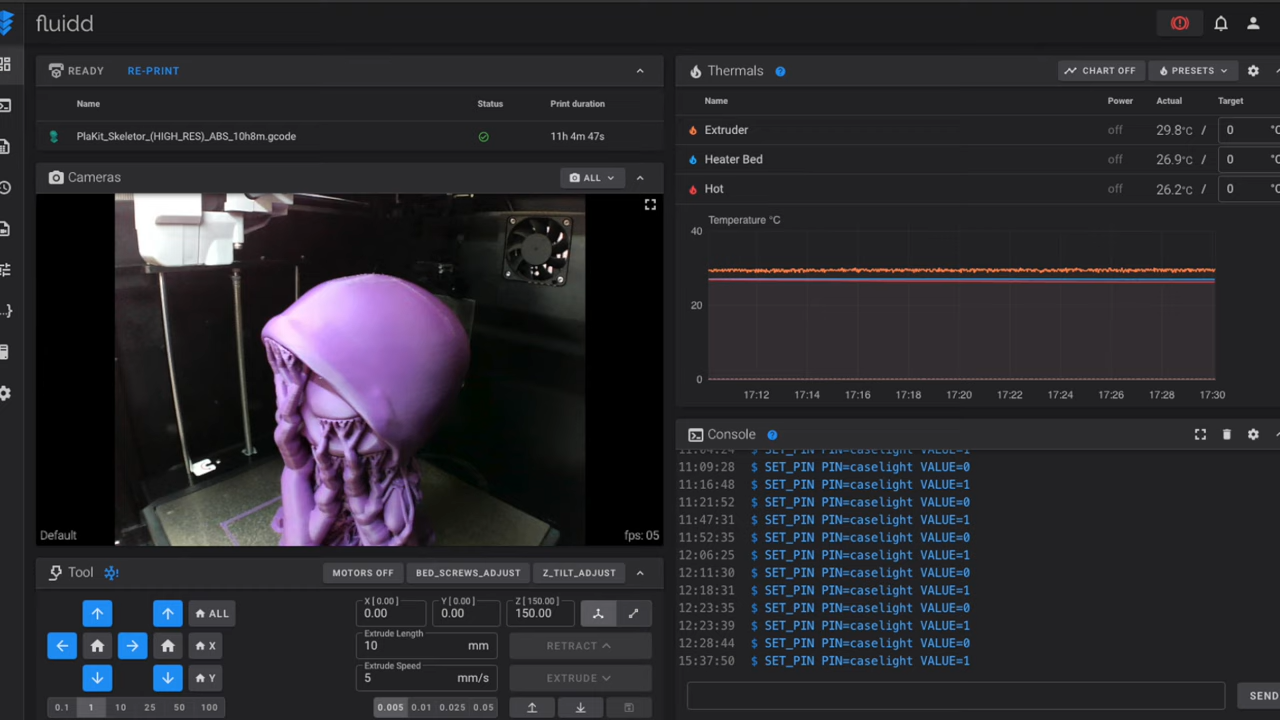 fluidd
READY RE-PRINT
Name Status Print duration
PlaKit_Skeletor_(HIGH_RES)_ABS_10h8m.gcode 11h 4m 47s
Cameras ALL
Default fps: 05
Tool MOTORS OFF BED_SCREWS_ADJUST Z_TILT_ADJUST
X [ 0.00 ] Y [ 0.00 ] Z [ 150.00 ]
ALL 0.00 0.00 150.00
Extrude Length
X 10 mm RETRACT
Extrude Speed
Y 5 mm/s EXTRUDE
0.1 1 10 25 50 100 0.005 0.01 0.025 0.05
Thermals CHART OFF PRESETS
Name Power Actual Target
Extruder off 29.8°C / 0 °C
Heater Bed off 26.9°C / 0 °C
Hot off 26.2°C / 0 °C
Temperature °C
40
20
0
17:12 17:14 17:16 17:18 17:20 17:22 17:24 17:26 17:28 17:30
Console
11:04:24 $ SET_PIN PIN=caselight VALUE=1
11:09:28 $ SET_PIN PIN=caselight VALUE=0
11:16:48 $ SET_PIN PIN=caselight VALUE=1
11:21:52 $ SET_PIN PIN=caselight VALUE=0
11:47:31 $ SET_PIN PIN=caselight VALUE=1
11:52:35 $ SET_PIN PIN=caselight VALUE=0
12:06:25 $ SET_PIN PIN=caselight VALUE=1
12:11:30 $ SET_PIN PIN=caselight VALUE=0
12:18:31 $ SET_PIN PIN=caselight VALUE=1
12:23:35 $ SET_PIN PIN=caselight VALUE=0
12:23:39 $ SET_PIN PIN=caselight VALUE=1
12:28:44 $ SET_PIN PIN=caselight VALUE=0
15:37:50 $ SET_PIN PIN=caselight VALUE=1
SEND